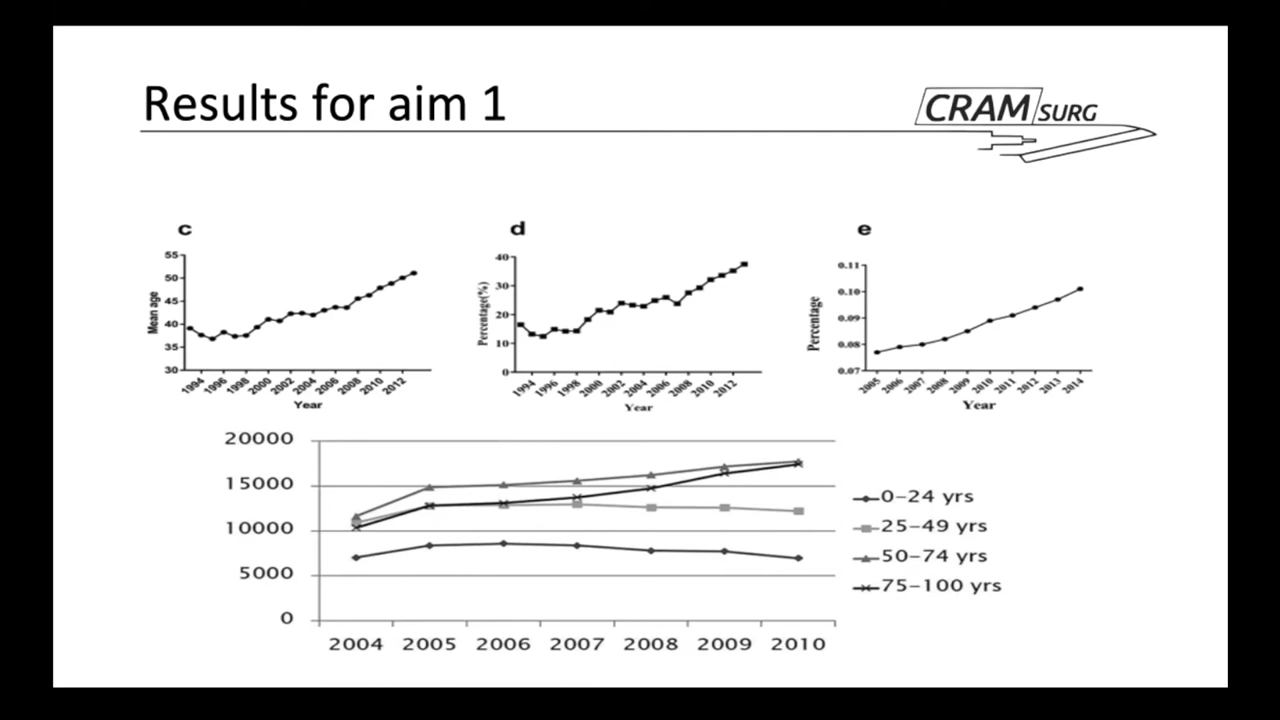 Results for aim 1
CRAM SURG
c
55
50
45
40
35
30
Mean age
1994 1996 1998 2000 2002 2004 2006 2008 2010 2012
Year
d
40
30
20
10
0
Percentage(%)
1994 1996 1998 2000 2002 2004 2006 2008 2010 2012
Year
e
0.11
0.10
0.09
0.08
0.07
Percentage
2005 2006 2007 2008 2009 2010 2011 2012 2013 2014
Year
20000
15000
10000
5000
0
2004 2005 2006 2007 2008 2009 2010
0-24 yrs
25-49 yrs
50-74 yrs
75-100 yrs